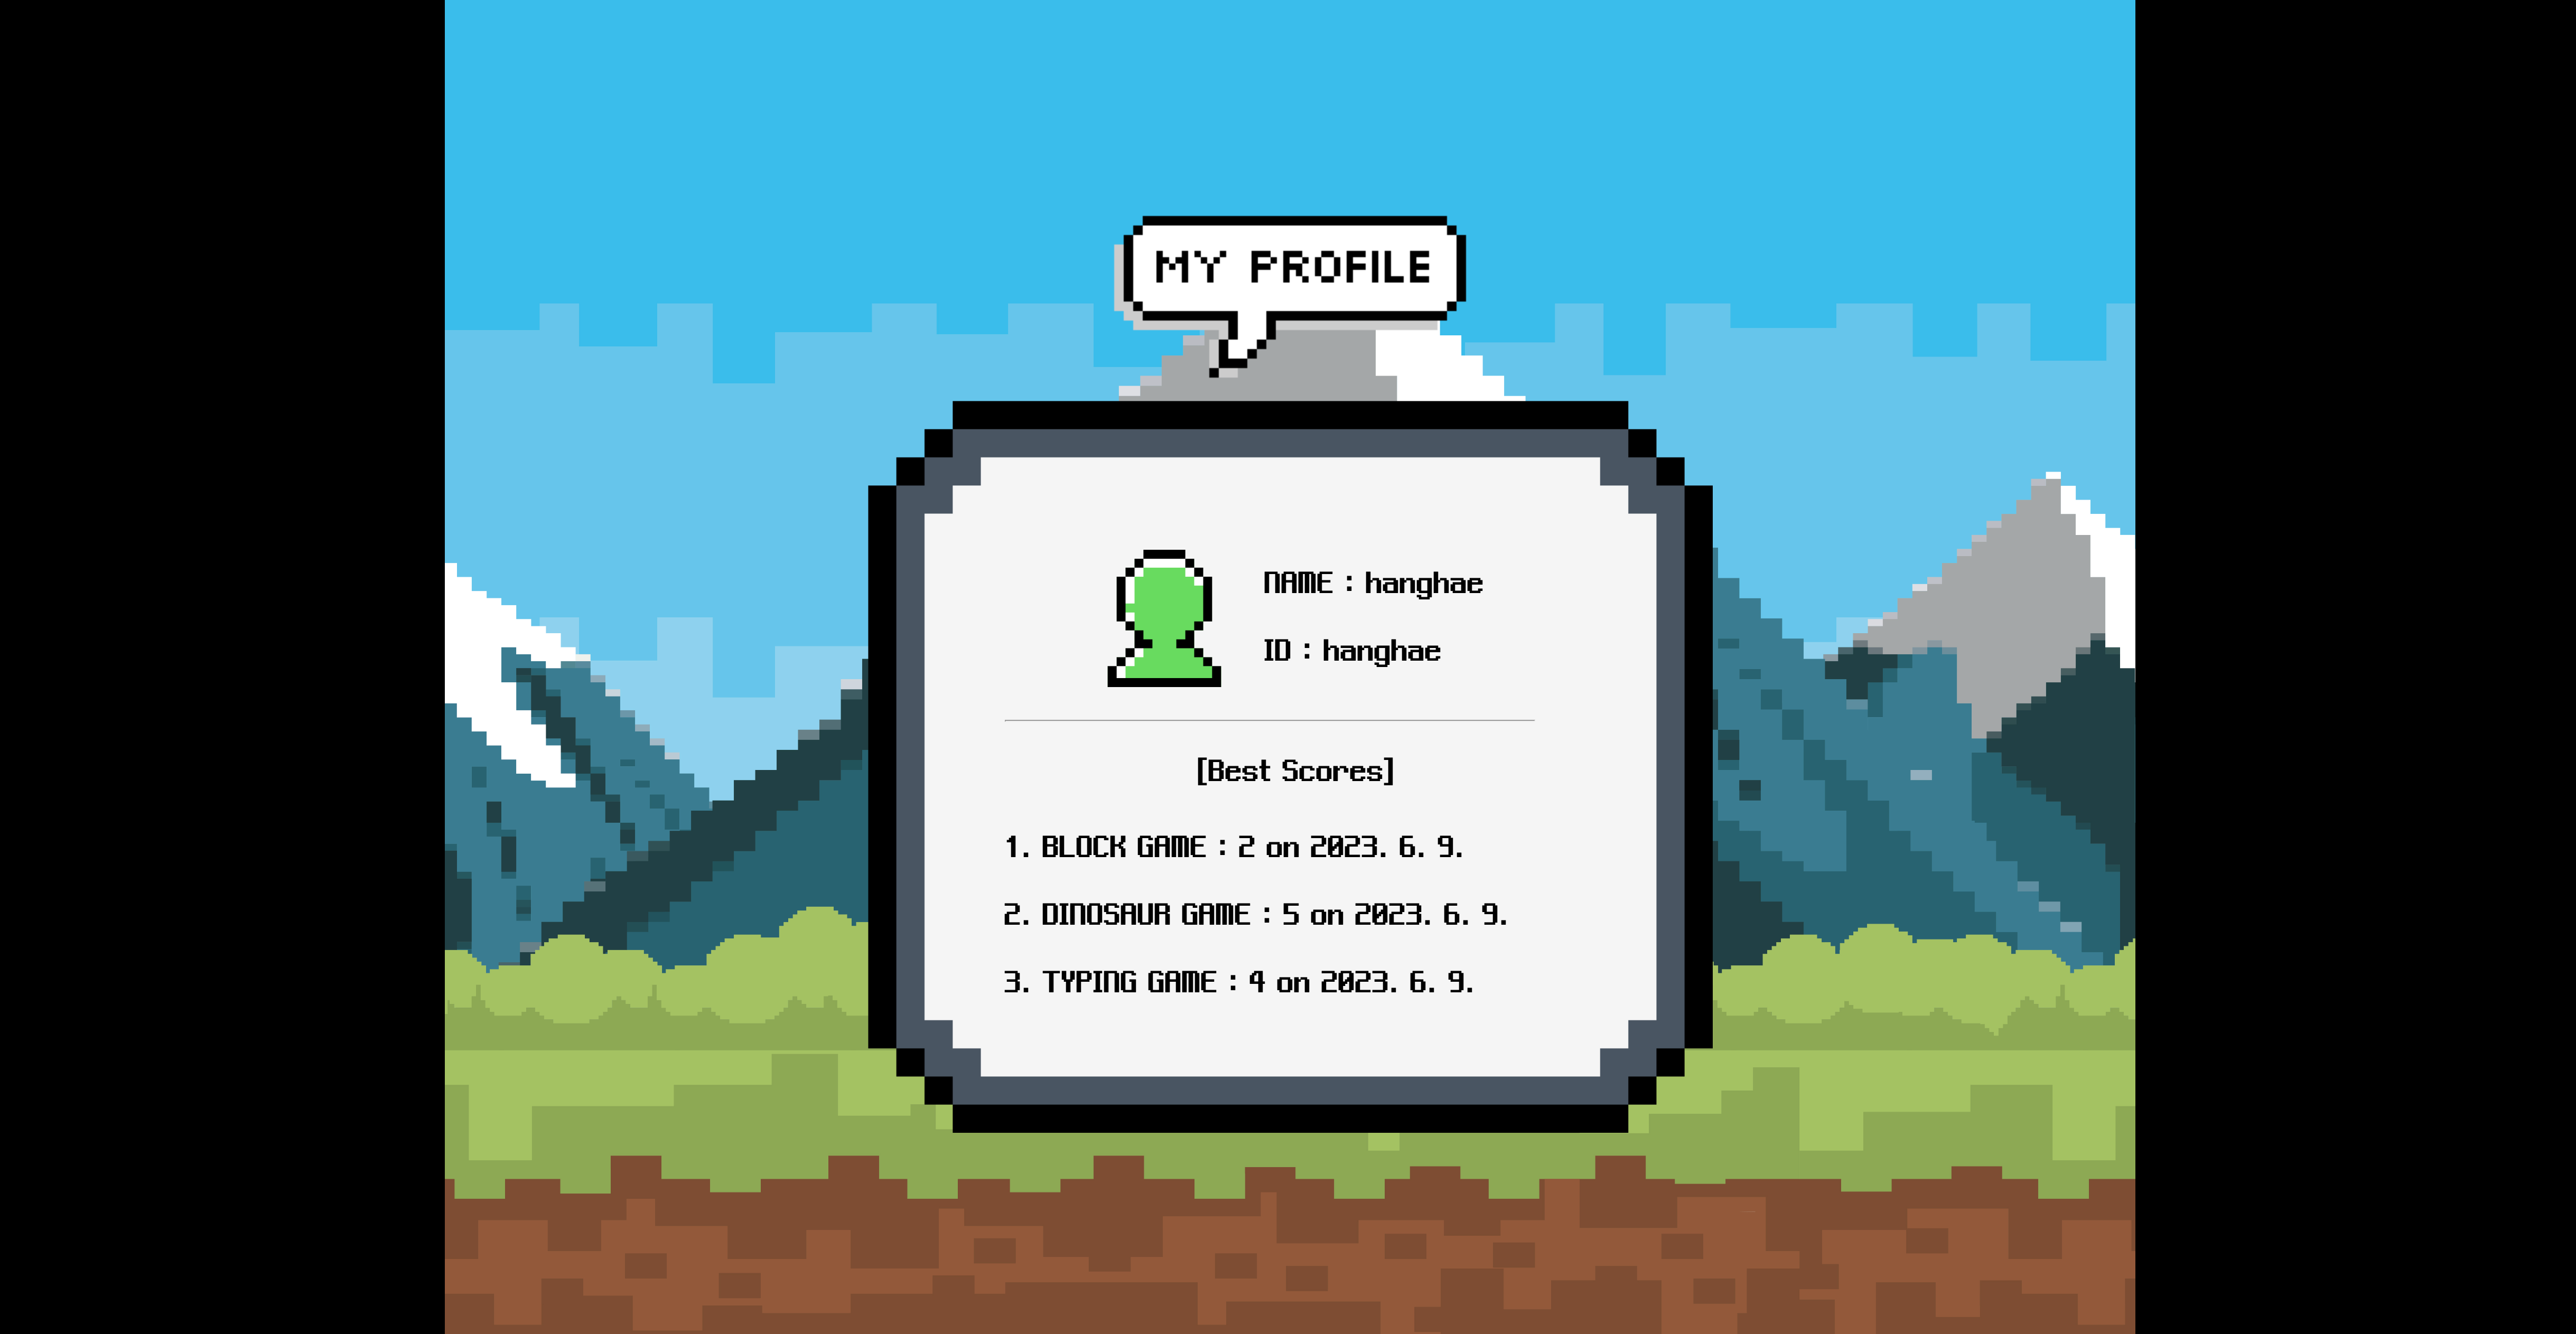 MY PROFILE
NAME : hanghae
ID : hanghae
[Best Scores]
1. BLOCK GAME : 2 on 2023. 6. 9.
2. DINOSAUR GAME : 5 on 2023. 6. 9.
3. TYPING GAME : 4 on 2023. 6. 9.